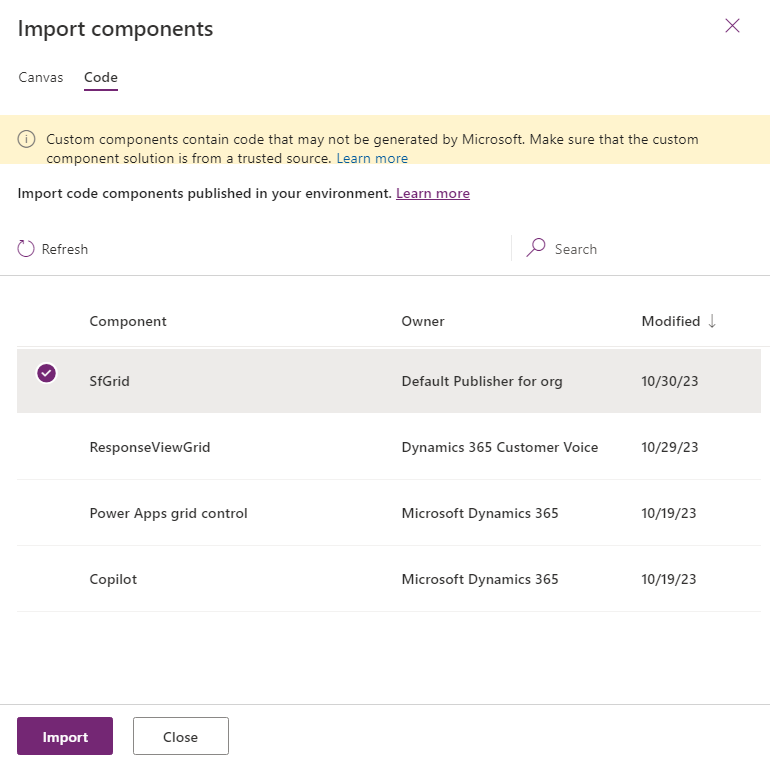 Import components
Canvas
Code
Custom components contain code that may not be generated by Microsoft. Make sure that the custom
component solution is from a trusted source. Learn more
Import code components published in your environment. Learn more
Refresh
Search
Component Owner Modified
SfGrid Default Publisher for org 10/30/23
ResponseViewGrid Dynamics 365 Customer Voice 10/29/23
Power Apps grid control Microsoft Dynamics 365 10/19/23
Copilot Microsoft Dynamics 365 10/19/23
Import
Close